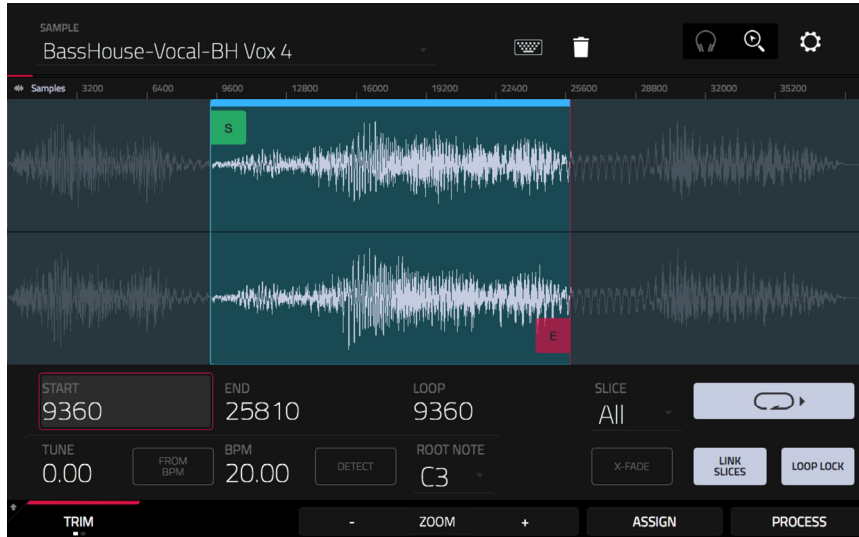 SAMPLE
BassHouse-Vocal-BH Vox 4
Samples 3200 6400 9600 12800 16000 19200 22400 25600 28800 32000 35200
S
E
START END LOOP SLICE
9360 25810 9360 All
TUNE BPM ROOT NOTE
0.00 FROM BPM 20.00 DETECT C3 X-FADE LINK SLICES LOOP LOCK
TRIM - ZOOM + ASSIGN PROCESS